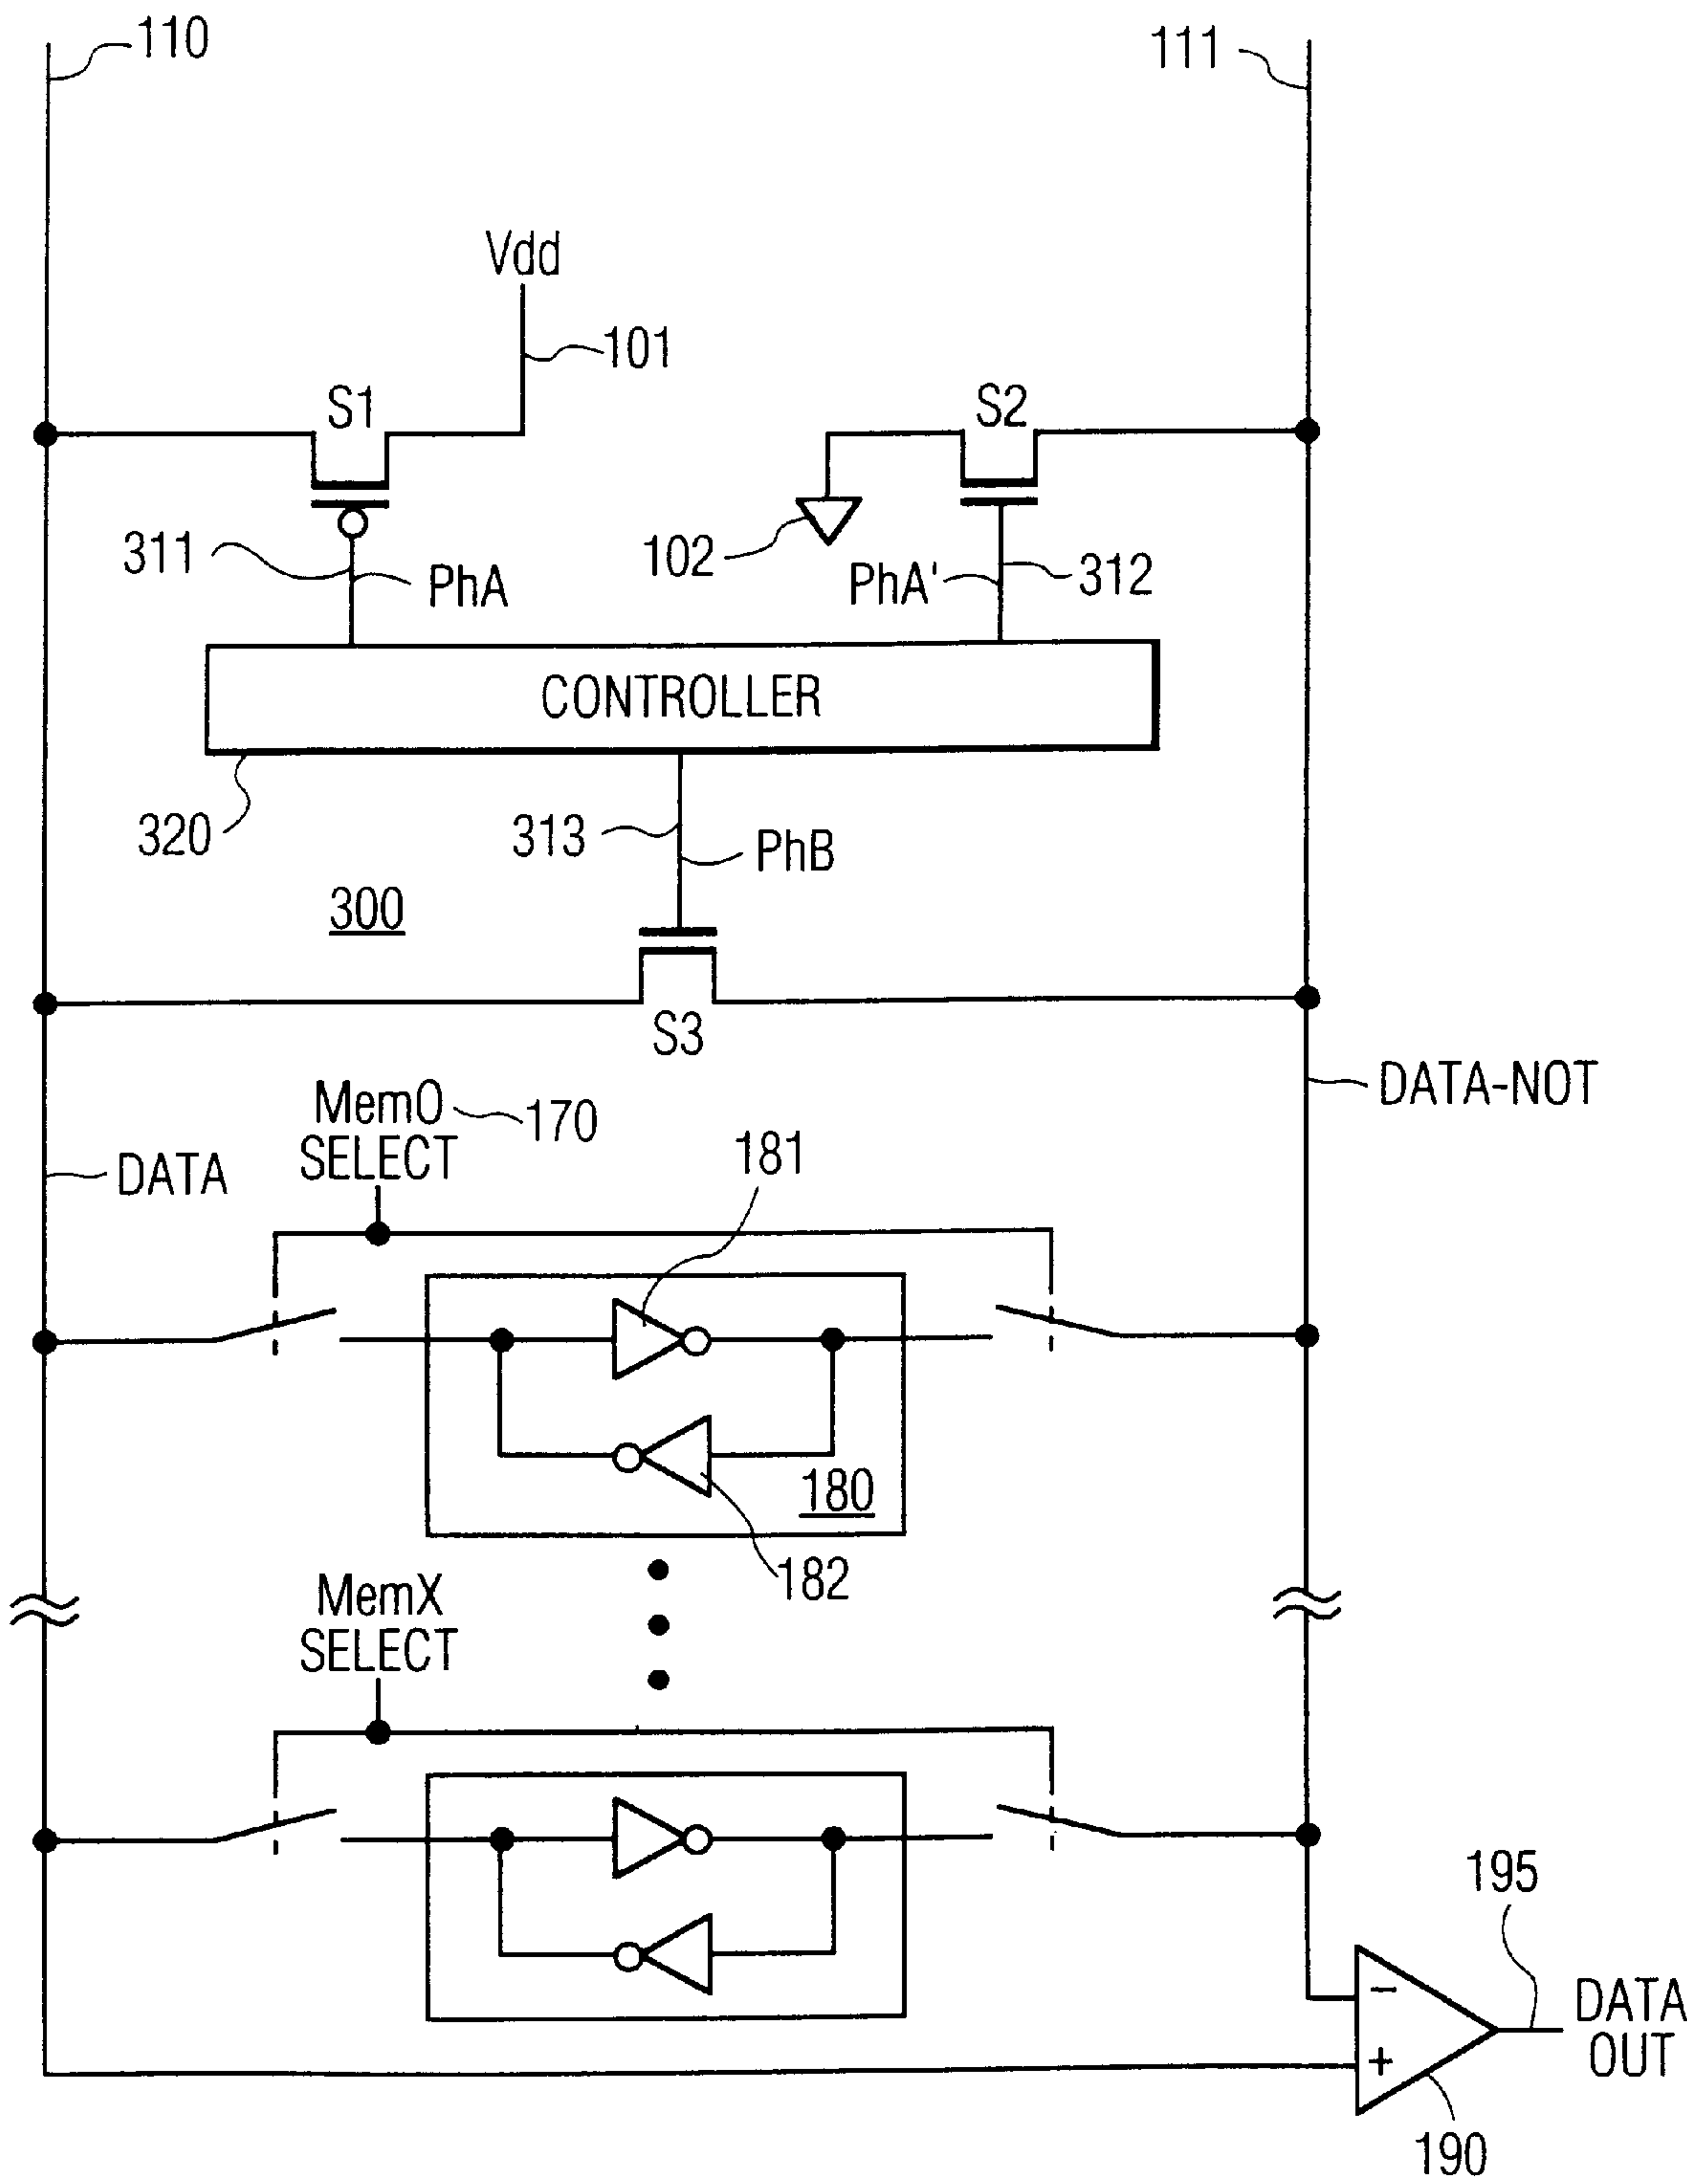 110
111
Vdd
101
S1
S2
311
PhA
102
PhA'
312
CONTROLLER
320
313
PhB
300
S3
DATA-NOT
Mem0
SELECT
170
DATA
181
180
182
MemX
SELECT
195
DATA
OUT
−
+
190